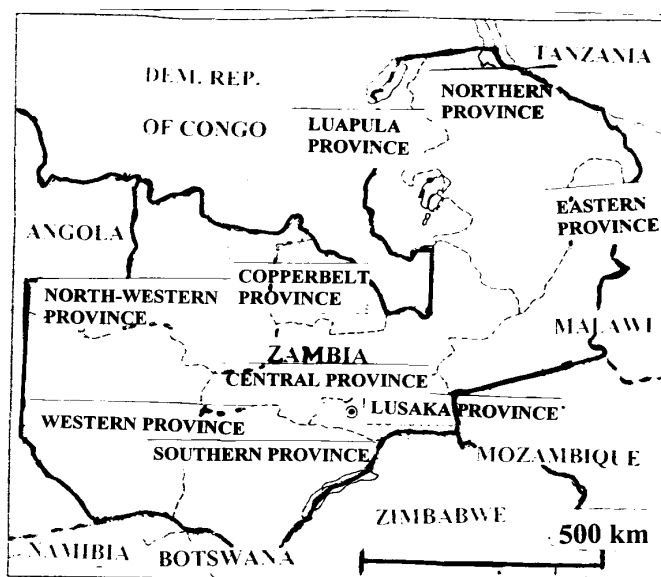 TANZANIA
DEM. REP.
NORTHERN
PROVINCE
OF CONGO
LUAPULA
PROVINCE
EASTERN
PROVINCE
ANGOLA
COPPERBELT
PROVINCE
NORTH-WESTERN
PROVINCE
MALAWI
ZAMBIA
CENTRAL PROVINCE
LUSAKA PROVINCE
WESTERN PROVINCE
SOUTHERN PROVINCE
MOZAMBIQUE
ZIMBABWE
500 km
NAMIBIA
BOTSWANA